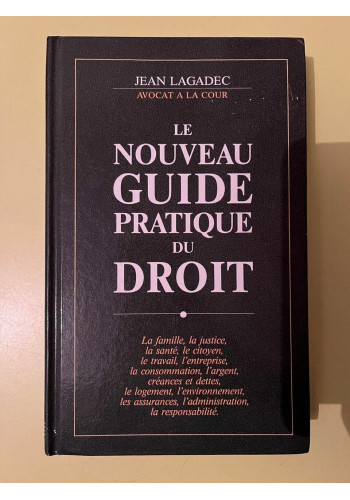 JEAN LAGADEC
AVOCAT A LA COUR
LE
NOUVEAU
GUIDE
PRATIQUE
DU
DROIT
La famille, la justice,
la santé, le citoyen,
le travail, l'entreprise,
la consommation, l'argent,
créances et dettes,
le logement, l'environnement,
les assurances, l'administration,
la responsabilité.